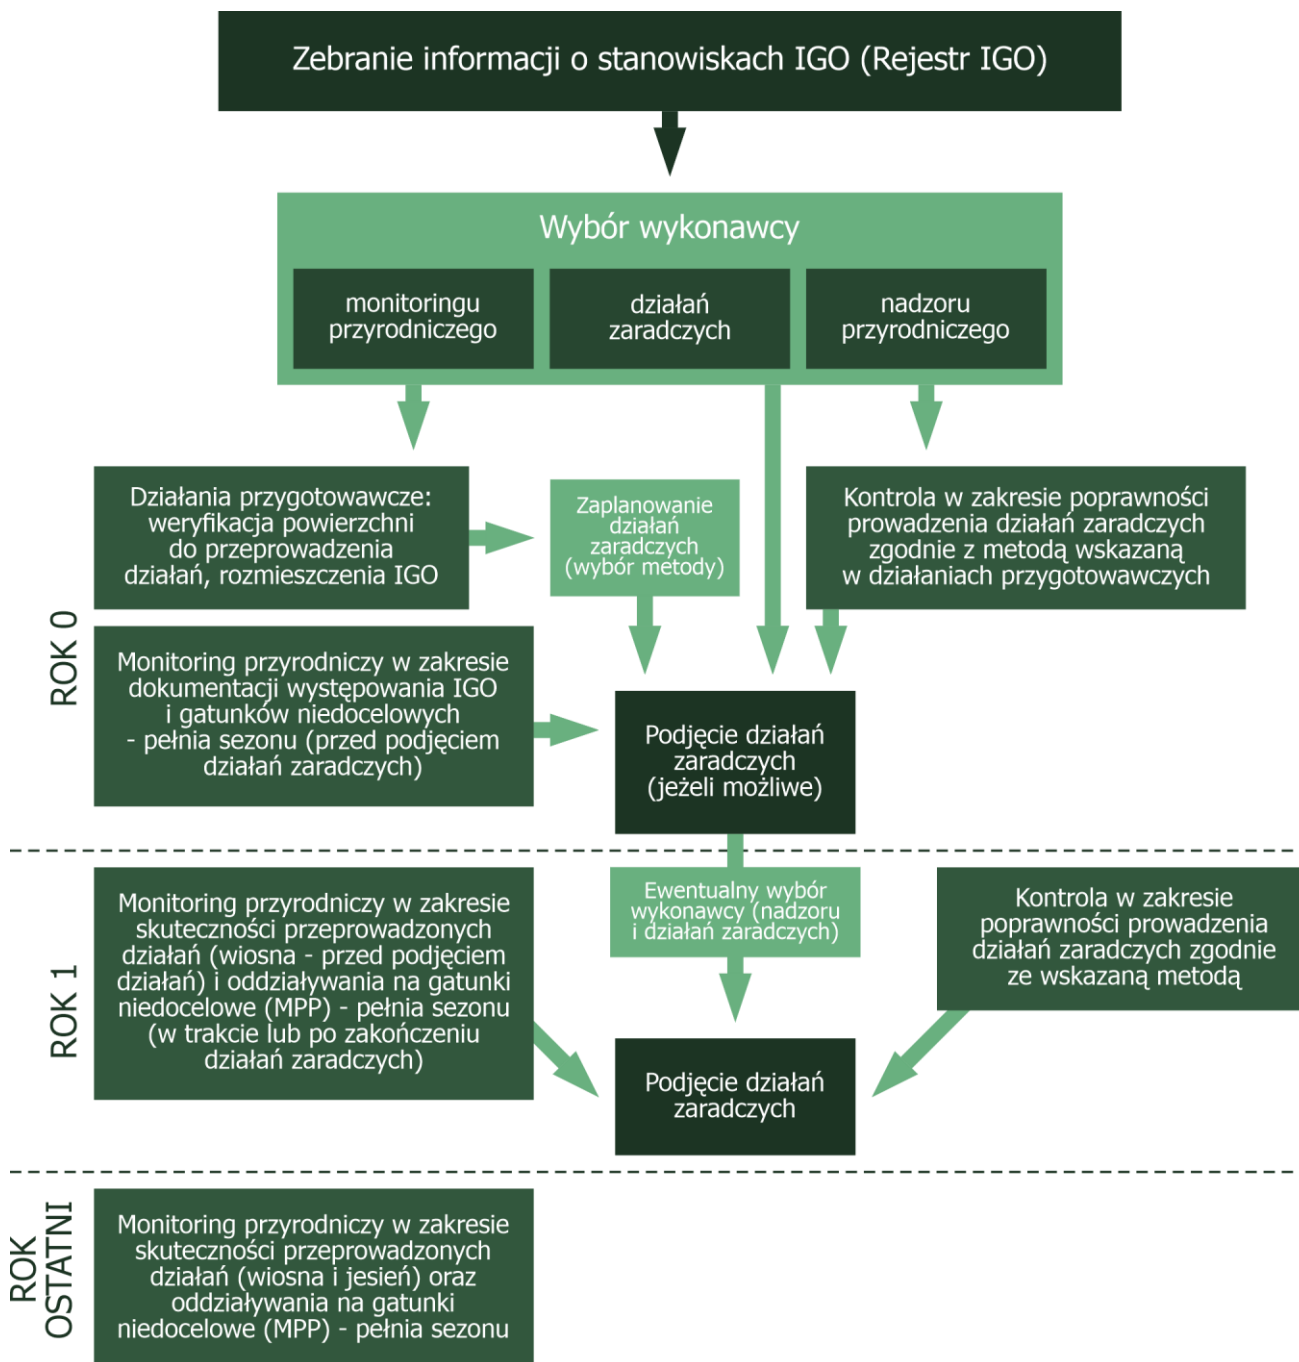 Zebranie informacji o stanowiskach IGO (Rejestr IGO)
Wybór wykonawcy
monitoringu
przyrodniczego
działań
zaradczych
nadzoru
przyrodniczego
ROK 0
Działania przygotowawcze:
weryfikacja powierzchni
do przeprowadzenia
działań, rozmieszczenia IGO
Zaplanowanie
działań
zaradczych
(wybór metody)
Kontrola w zakresie poprawności
prowadzenia działań zaradczych
zgodnie z metodą wskazaną
w działaniach przygotowawczych
Monitoring przyrodniczy w zakresie
dokumentacji występowania IGO
i gatunków niedocelowych
- pełnia sezonu (przed podjęciem
działań zaradczych)
Podjęcie działań
zaradczych
(jeżeli możliwe)
ROK 1
Monitoring przyrodniczy w zakresie
skuteczności przeprowadzonych
działań (wiosna - przed podjęciem
działań) i oddziaływania na gatunki
niedocelowe (MPP) - pełnia sezonu
(w trakcie lub po zakończeniu
działań zaradczych)
Ewentualny wybór
wykonawcy (nadzoru
i działań zaradczych)
Kontrola w zakresie
poprawności prowadzenia
działań zaradczych zgodnie
ze wskazaną metodą
Podjęcie działań
zaradczych
ROK
OSTATNI
Monitoring przyrodniczy w zakresie
skuteczności przeprowadzonych
działań (wiosna i jesień) oraz
oddziaływania na gatunki
niedocelowe (MPP) - pełnia sezonu